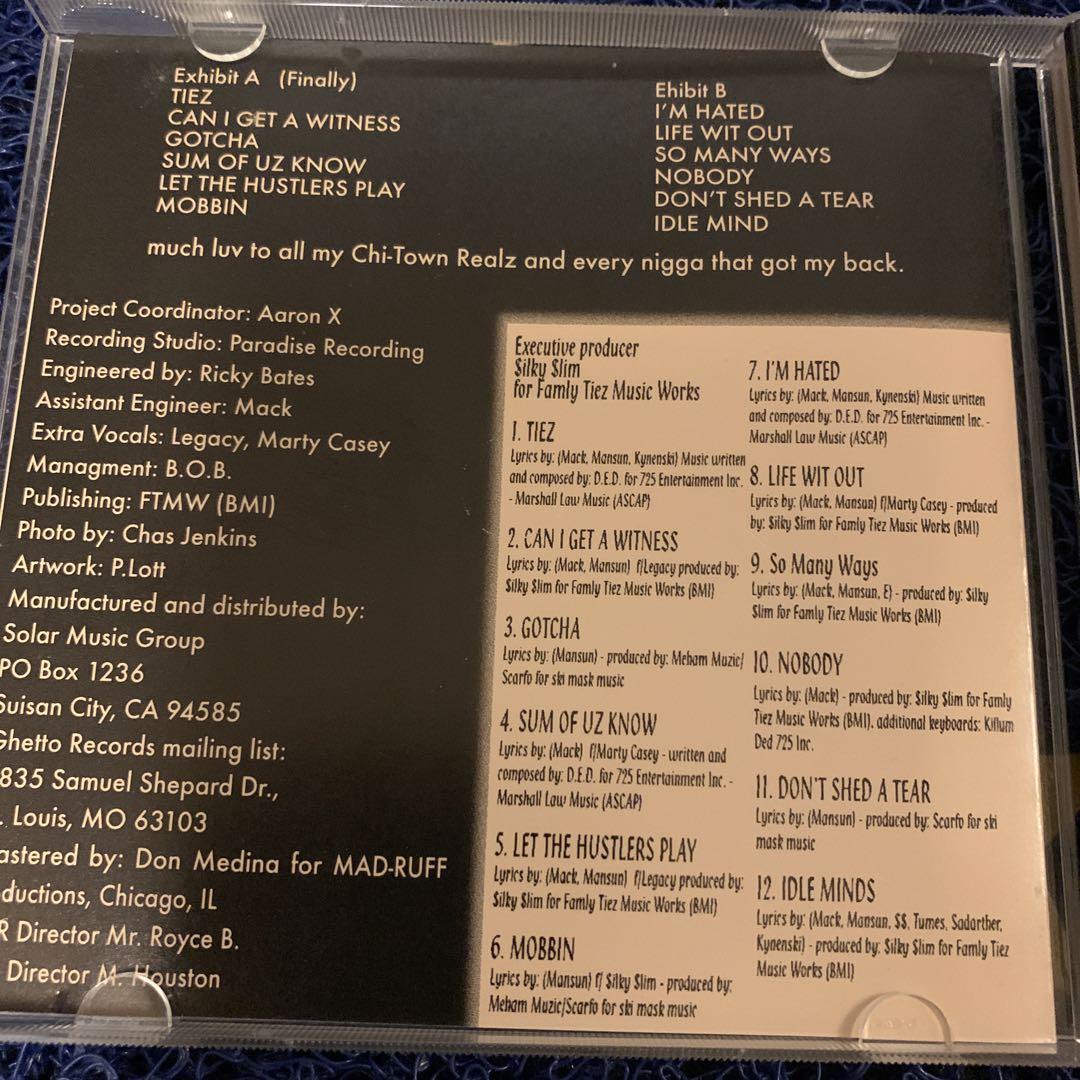 Exhibit A (Finally)
TIEZ
CAN I GET A WITNESS
GOTCHA
SUM OF UZ KNOW
LET THE HUSTLERS PLAY
MOBBIN
Ehibit B
I'M HATED
LIFE WIT OUT
SO MANY WAYS
NOBODY
DON'T SHED A TEAR
IDLE MIND
much luv to all my Chi-Town Realz and every nigga that got my back.
Project Coordinator: Aaron X
Recording Studio: Paradise Recording
Engineered by: Ricky Bates
Assistant Engineer: Mack
Extra Vocals: Legacy, Marty Casey
Managment: B.O.B.
Publishing: FTMW (BMI)
Photo by: Chas Jenkins
Artwork: P.Lott
Manufactured and distributed by:
Solar Music Group
PO Box 1236
Suisan City, CA 94585
Ghetto Records mailing list:
835 Samuel Shepard Dr.,
. Louis, MO 63103
astered by: Don Medina for MAD-RUFF
ductions, Chicago, IL
R Director Mr. Royce B.
Director M. Houston
Executive producer
$ilky $lim
for Famly Tiez Music Works
1. TIEZ
Lyrics by: (Mack, Mansun, Kynenski) Music written
and composed by: D.E.D. for 725 Entertainment Inc.
- Marshall Law Music (ASCAP)
2. CAN I GET A WITNESS
Lyrics by: (Mack, Mansun) f/Legacy produced by:
$ilky $lim for Famly Tiez Music Works (BMI)
3. GOTCHA
Lyrics by: (Mansun) - produced by: Meham Muzic/
Scarfo for ski mask music
4. SUM OF UZ KNOW
Lyrics by: (Mack) f/Marty Casey - written and
composed by: D.E.D. for 725 Entertainment Inc. -
Marshall Law Music (ASCAP)
5. LET THE HUSTLERS PLAY
Lyrics by: (Mack, Mansun) f/Legacy produced by:
$ilky $lim for Famly Tiez Music Works (BMI)
6. MOBBIN
Lyrics by: (Mansun) f/ $ilky $lim - produced by:
Meham Muzic/Scarfo for ski mask music
7. I'M HATED
Lyrics by: (Mack, Mansun, Kynenski) Music written
and composed by: D.E.D. for 725 Entertainment Inc. -
Marshall Law Music (ASCAP)
8. LIFE WIT OUT
Lyrics by: (Mack, Mansun) f/Marty Casey - produced
by: $ilky $lim for Famly Tiez Music Works (BMI)
9. So Many Ways
Lyrics by: (Mack, Mansun, E) - produced by: $ilky
$lim for Famly Tiez Music Works (BMI)
10. NOBODY
Lyrics by: (Mack) - produced by: $ilky $lim for Famly
Tiez Music Works (BMI). additional keyboards: Killum
Ded 725 Inc.
11. DON'T SHED A TEAR
Lyrics by: (Mansun) - produced by: Scarfo for ski
mask music
12. IDLE MINDS
Lyrics by: (Mack, Mansun, $$, Tumes, Sadarther,
Kynenski) - produced by: $ilky $lim for Famly Tiez
Music Works (BMI)